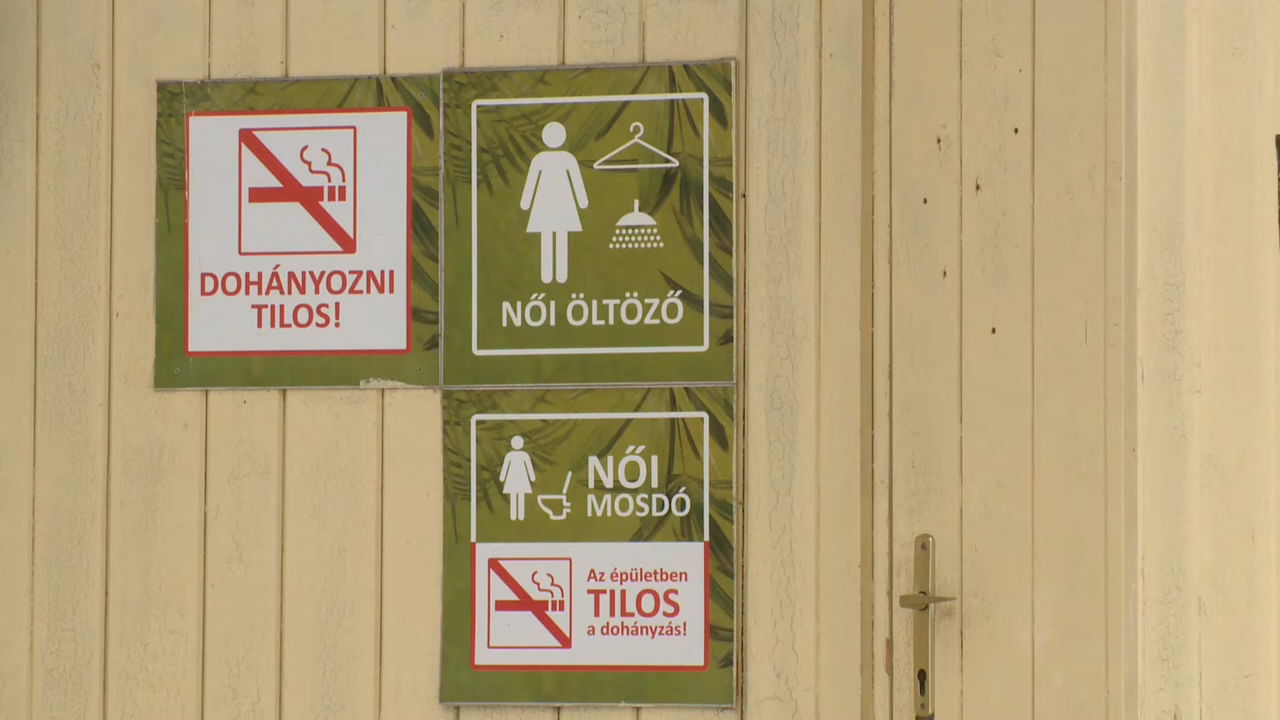 DOHÁNYOZNI
TILOS!
NŐI ÖLTÖZŐ
NŐI
MOSDÓ
Az épületben
TILOS
a dohányzás!